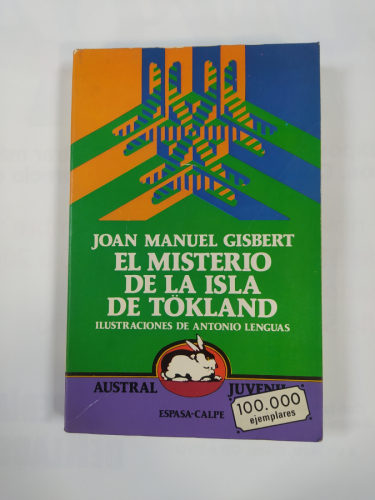 JOAN MANUEL GISBERT
EL MISTERIO
DE LA ISLA
DE TÖKLAND
ILUSTRACIONES DE ANTONIO LENGUAS
AUSTRAL JUVENIL
ESPASA-CALPE
100.000
ejemplares